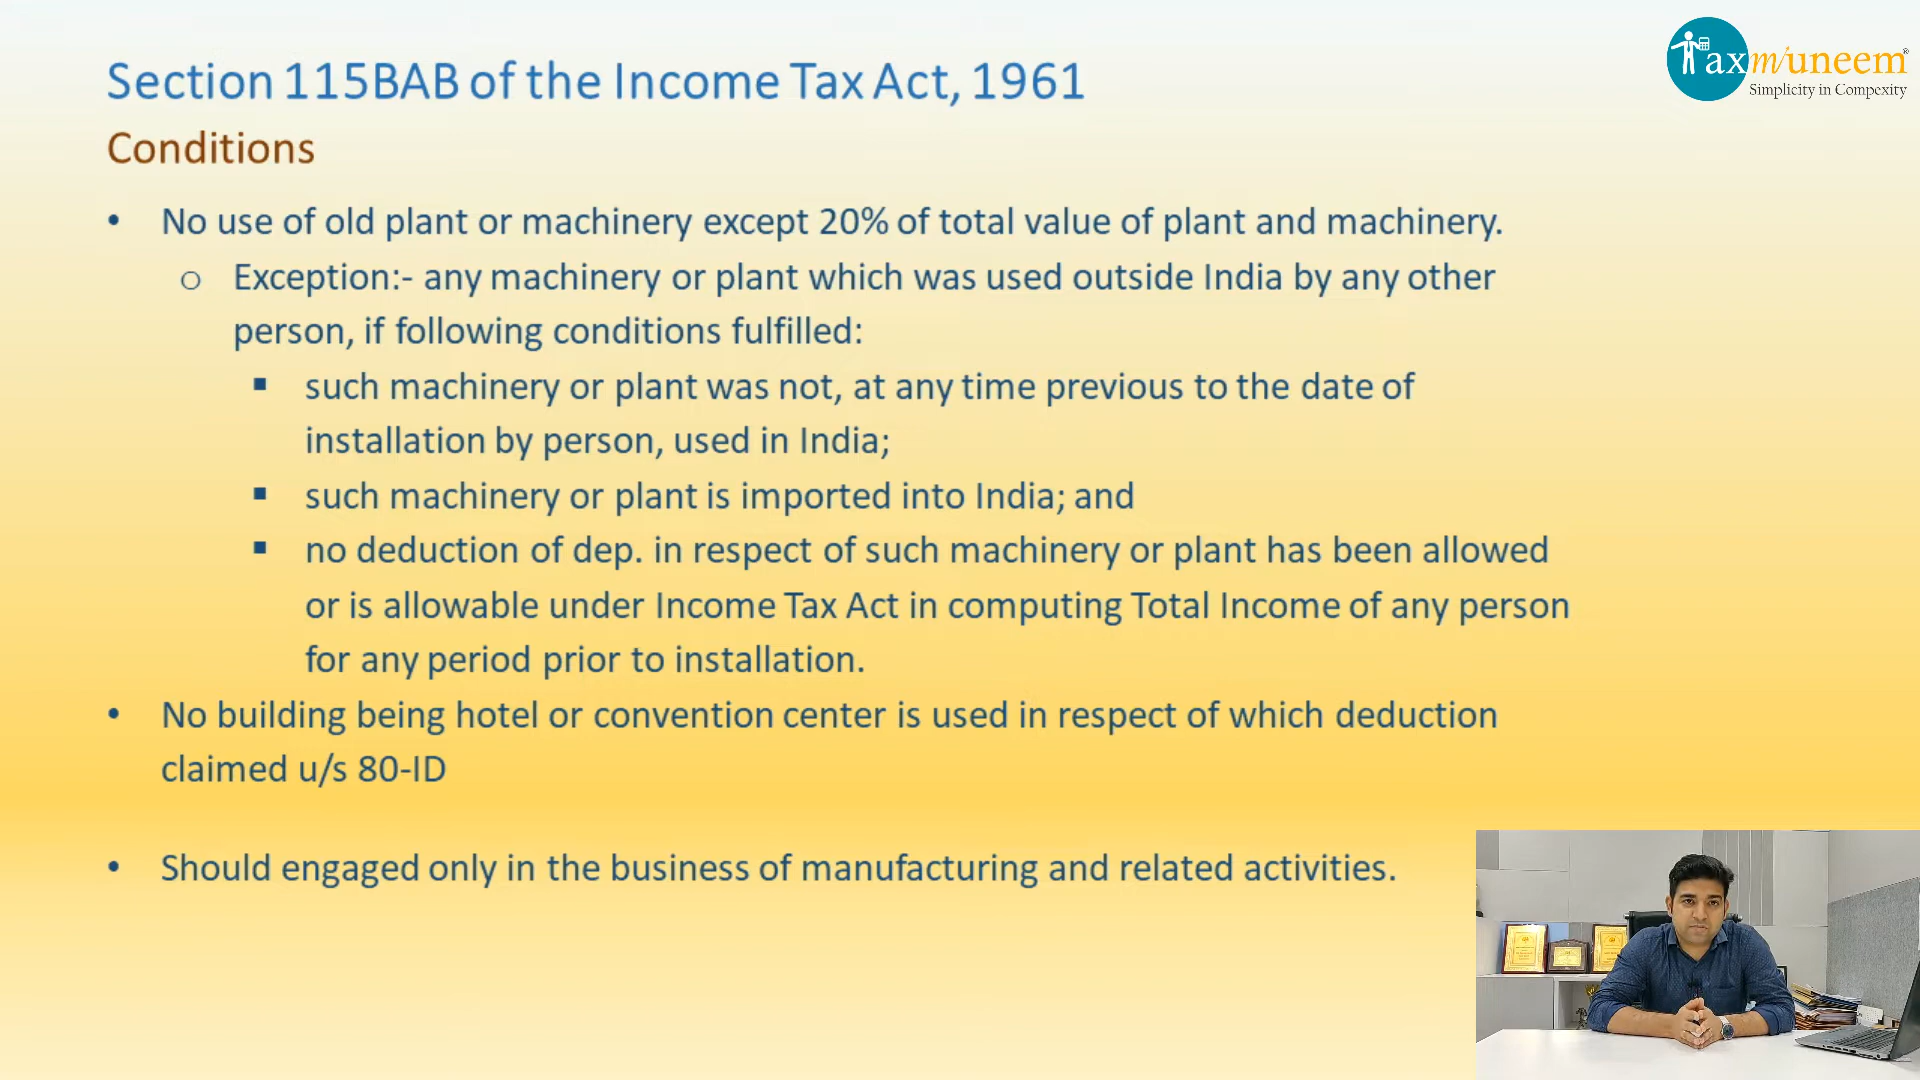 Section 115BAB of the Income Tax Act, 1961
axmuneem®
Simplicity in Compexity
Conditions
• No use of old plant or machinery except 20% of total value of plant and machinery.
o Exception:- any machinery or plant which was used outside India by any other
person, if following conditions fulfilled:
▪ such machinery or plant was not, at any time previous to the date of
installation by person, used in India;
▪ such machinery or plant is imported into India; and
▪ no deduction of dep. in respect of such machinery or plant has been allowed
or is allowable under Income Tax Act in computing Total Income of any person
for any period prior to installation.
• No building being hotel or convention center is used in respect of which deduction
claimed u/s 80-ID
• Should engaged only in the business of manufacturing and related activities.